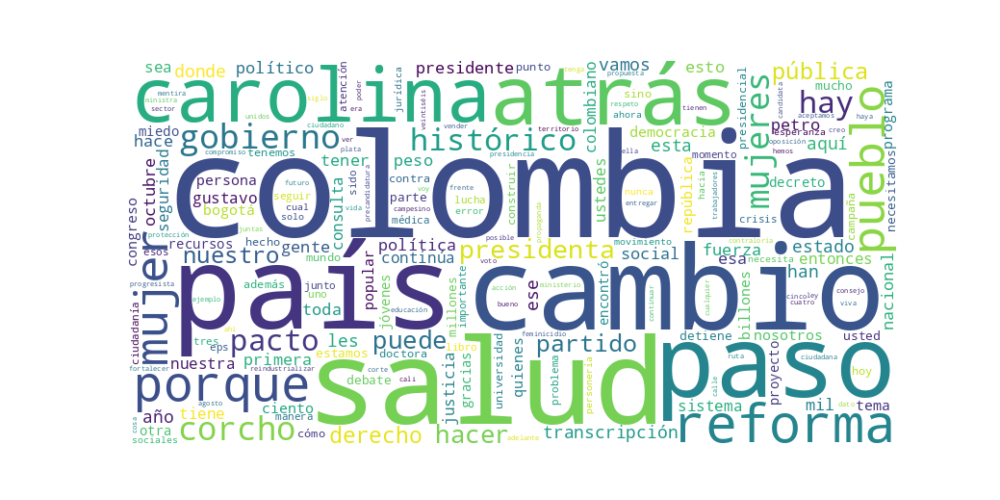 sea
donde
político
carolina
atrás
presidente
punto
vamos
esto
pública
mucho
hay
petro
esperanza
aquí
colombiano
mujeres
presidencial
programa
pueblo
hace
miedo
gobierno
histórico
tenemos
tener
peso
democracia
esta
sino
ahora
respeto
territorio
ustedes
república
nunca
momento
hacia
decreto
campaña
necesitamos
octubre
seguridad
atención
jurídica
veintiséis
vender
ver
plata
era
poder
mentira
ministra
sector
siglo
unidos
ciudadano
compromiso
presidencia
propuesta
tienen
tenga
candidata
aceptamos
haya
creo
oposición
hemos
ella
trabajadores
entregar
colombia
persona
gustavo
bogota
seguir
cual
solo
sido
contra
parte
médica
consulta
precandidatura
campesino
voy
frente
lucha
error
construir
propaganda
crisis
congreso
esos
recursos
nuestro
hecho
gente
mundo
futuro
vida
juntas
protección
política
continúa
posible
presidenta
encontró
movimiento
social
fuerza
contraloría
necesita
esa
estado
entonces
han
nacional
mujer
país
cambio
progresista
ejemplo
además
junto
uno
toda
jóvenes
popular
educación
millones
importante
ese
voto
acción
bueno
ministerio
continuar
cualquier
billones
cinco
cuatro
ley
consejo
viva
ciudadanía
fortalecer
tres
eps
ahí
nuestra
pacto
primera
reindustrializar
estamos
les
puede
doctora
libro
corte
cali
debate
salud
feminicidio
partido
quienes
universidad
problema
personería
detiene
nosotros
usted
ruta
ciudadana
calle
proyecto
hoy
dato
paso
porque
justicia
gracias
agosto
año
tiene
ciento
manera
otra
sociales
cosa
corcho
cómo
derecho
hacer
adelante
transcripción
sistema
mil
tema
reforma